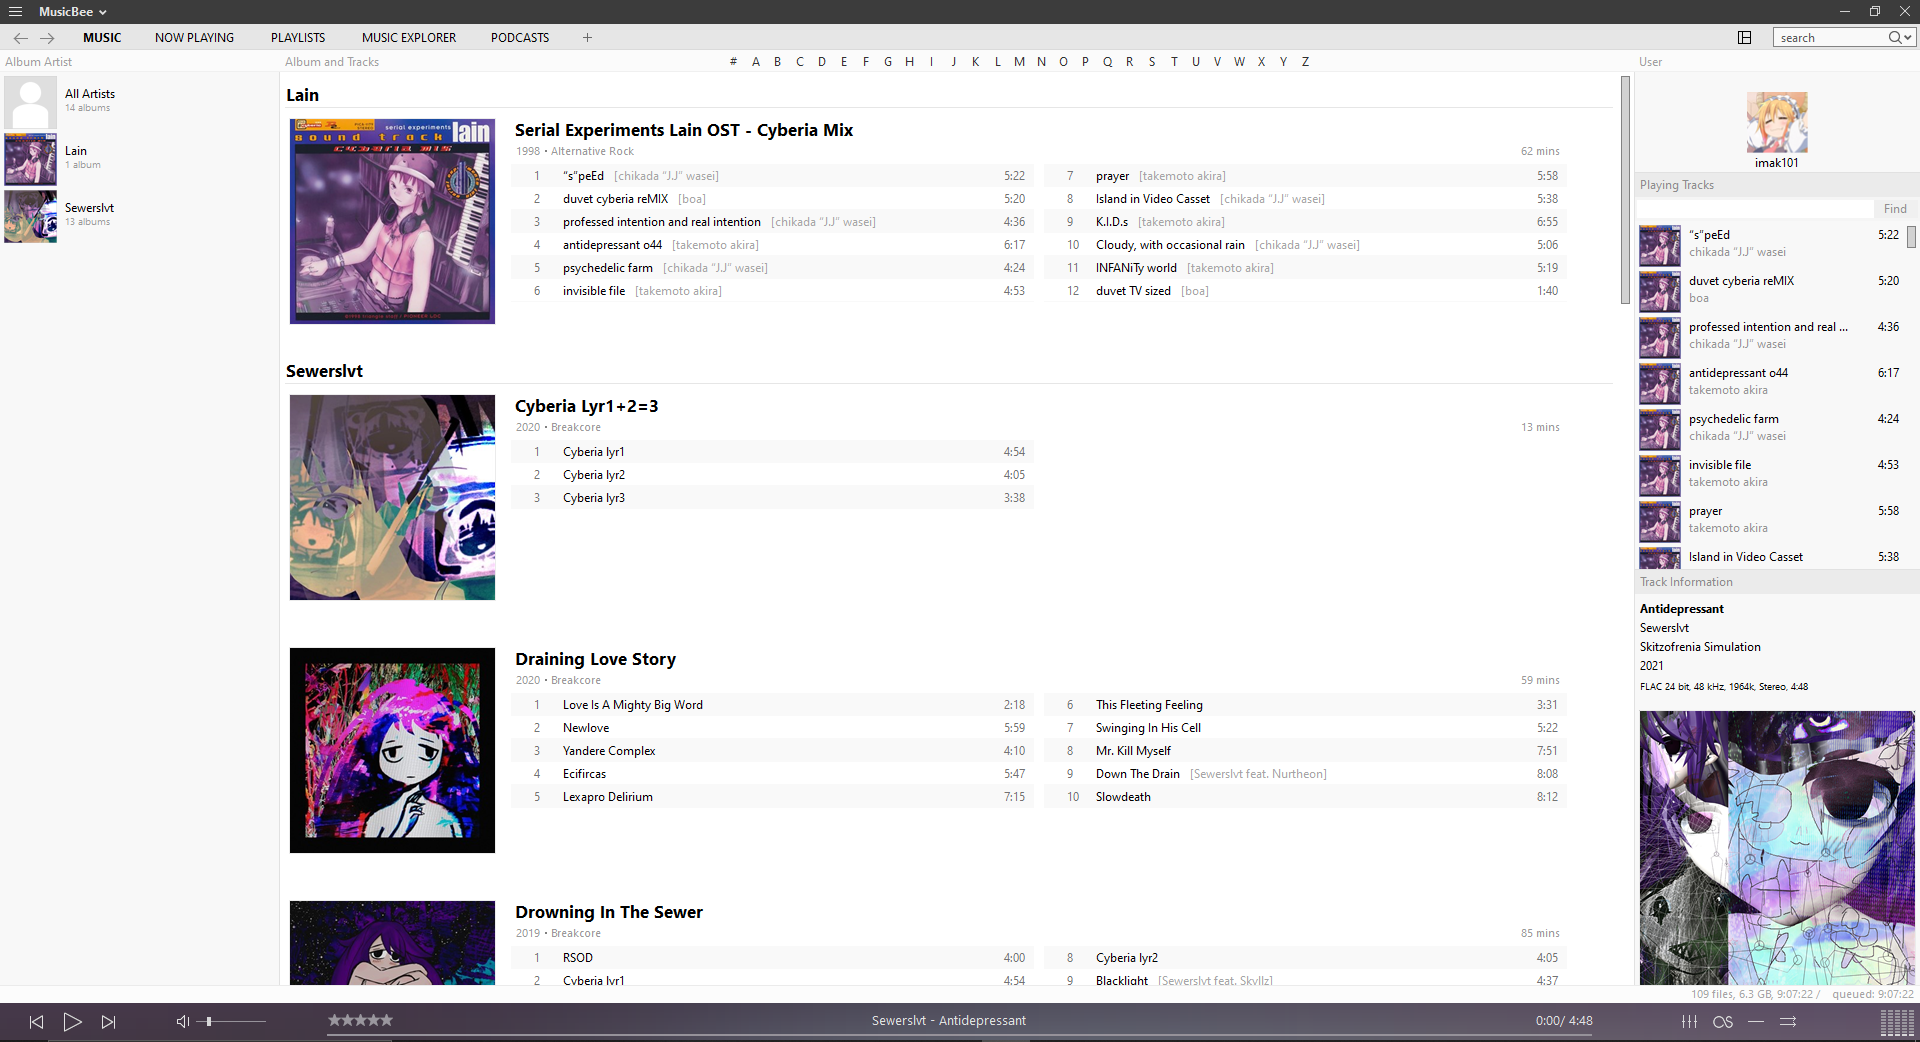 MusicBee
MUSIC NOW PLAYING PLAYLISTS MUSIC EXPLORER PODCASTS +
search
Album Artist
Album and Tracks
# A B C D E F G H I J K L M N O P Q R S T U V W X Y Z
User
All Artists
14 albums
Lain
1 album
Sewerslvt
13 albums
Lain
serial experiments lain
sound track
CYBERIA MIX
Serial Experiments Lain OST - Cyberia Mix
1998 • Alternative Rock
62 mins
1 “s”peEd [chikada “J.J” wasei] 5:22
2 duvet cyberia reMIX [boa] 5:20
3 professed intention and real intention [chikada “J.J” wasei] 4:36
4 antidepressant o44 [takemoto akira] 6:17
5 psychedelic farm [chikada “J.J” wasei] 4:24
6 invisible file [takemoto akira] 4:53
7 prayer [takemoto akira] 5:58
8 Island in Video Casset [chikada “J.J” wasei] 5:38
9 K.I.D.s [takemoto akira] 6:55
10 Cloudy, with occasional rain [chikada “J.J” wasei] 5:06
11 INFANiTy world [takemoto akira] 5:19
12 duvet TV sized [boa] 1:40
Sewerslvt
Cyberia Lyr1+2=3
2020 • Breakcore
13 mins
1 Cyberia lyr1 4:54
2 Cyberia lyr2 4:05
3 Cyberia lyr3 3:38
Draining Love Story
2020 • Breakcore
59 mins
1 Love Is A Mighty Big Word 2:18
2 Newlove 5:59
3 Yandere Complex 4:10
4 Ecifircas 5:47
5 Lexapro Delirium 7:15
6 This Fleeting Feeling 3:31
7 Swinging In His Cell 5:22
8 Mr. Kill Myself 7:51
9 Down The Drain [Sewerslvt feat. Nurtheon] 8:08
10 Slowdeath 8:12
Drowning In The Sewer
2019 • Breakcore
85 mins
1 RSOD 4:00
2 Cyberia lyr1 4:54
8 Cyberia lyr2 4:05
9 Blacklight [Sewerslvt feat. Skyllz] 4:37
imak101
Playing Tracks
Find
“s”peEd 5:22
chikada “J.J” wasei
duvet cyberia reMIX 5:20
boa
professed intention and real ... 4:36
chikada “J.J” wasei
antidepressant o44 6:17
takemoto akira
psychedelic farm 4:24
chikada “J.J” wasei
invisible file 4:53
takemoto akira
prayer 5:58
takemoto akira
Island in Video Casset 5:38
Track Information
Antidepressant
Sewerslvt
Skitzofrenia Simulation
2021
FLAC 24 bit, 48 kHz, 1964k, Stereo, 4:48
109 files, 6.3 GB, 9:07:22 / queued: 9:07:22
Sewerslvt - Antidepressant
0:00/ 4:48